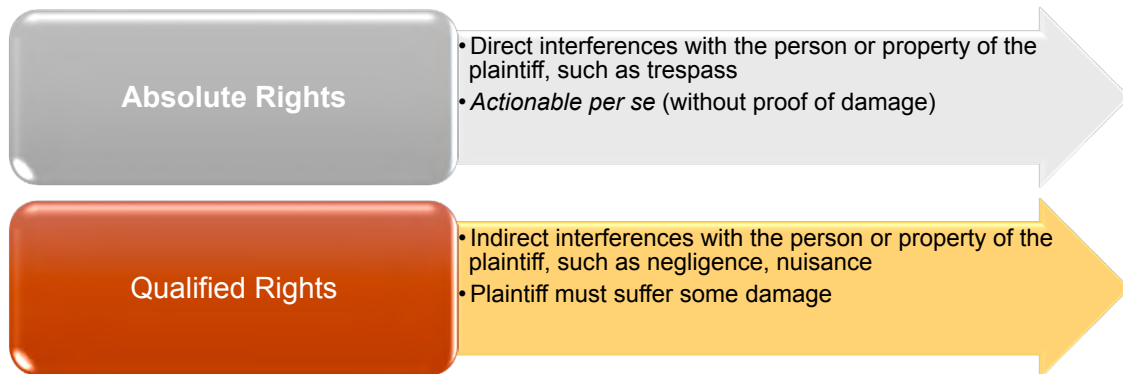 Absolute Rights
• Direct interferences with the person or property of the
plaintiff, such as trespass
• Actionable per se (without proof of damage)
Qualified Rights
• Indirect interferences with the person or property of the
plaintiff, such as negligence, nuisance
• Plaintiff must suffer some damage